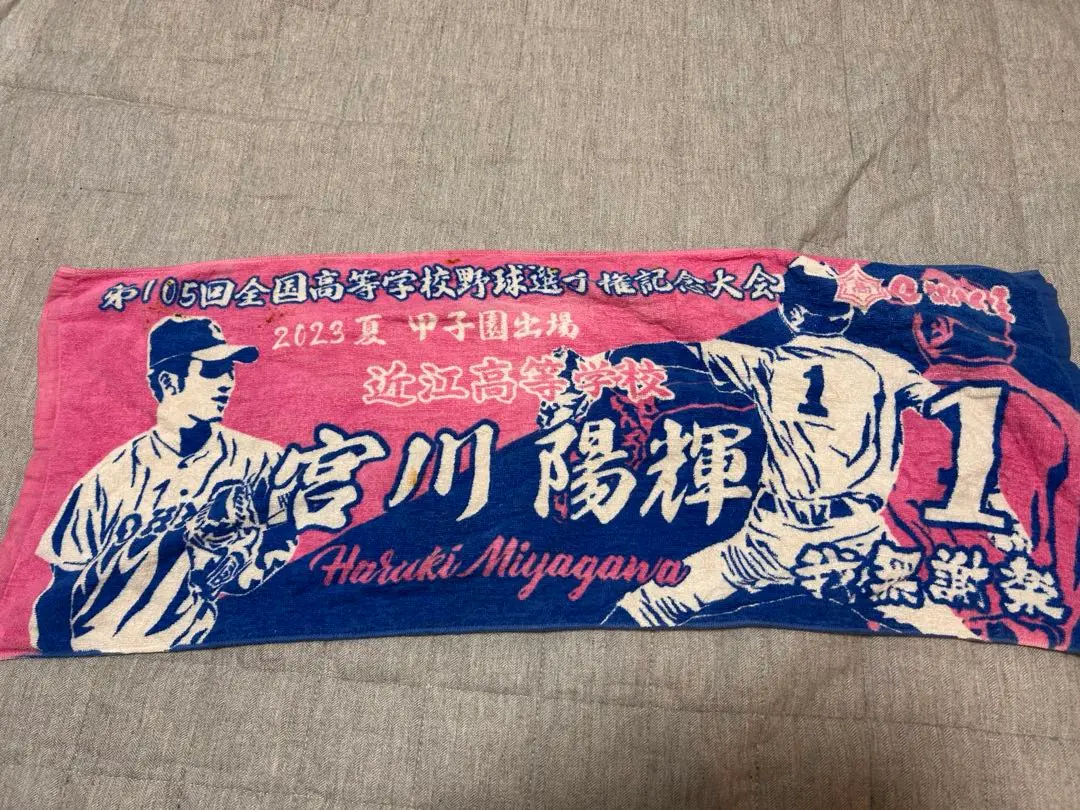 第105回全国高等学校野球選手権記念大会
2023夏 甲子園出場
近江高等学校
宮川 陽輝
Haruki Miyagawa
1
1
我無謝楽